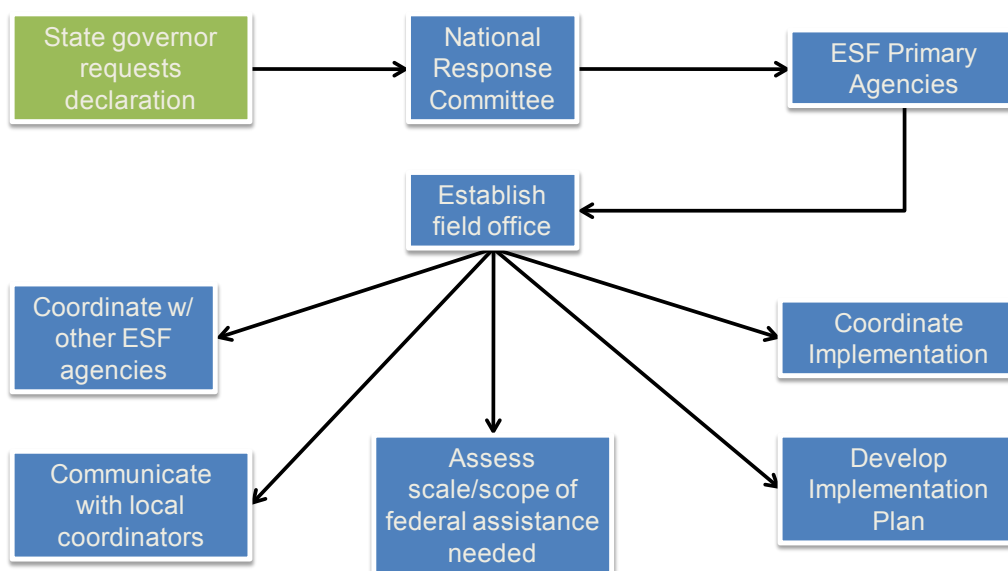 State governor
requests
declaration
National
Response
Committee
ESF Primary
Agencies
Establish
field office
Coordinate w/
other ESF
agencies
Coordinate
Implementation
Communicate
with local
coordinators
Assess
scale/scope of
federal assistance
needed
Develop
Implementation
Plan